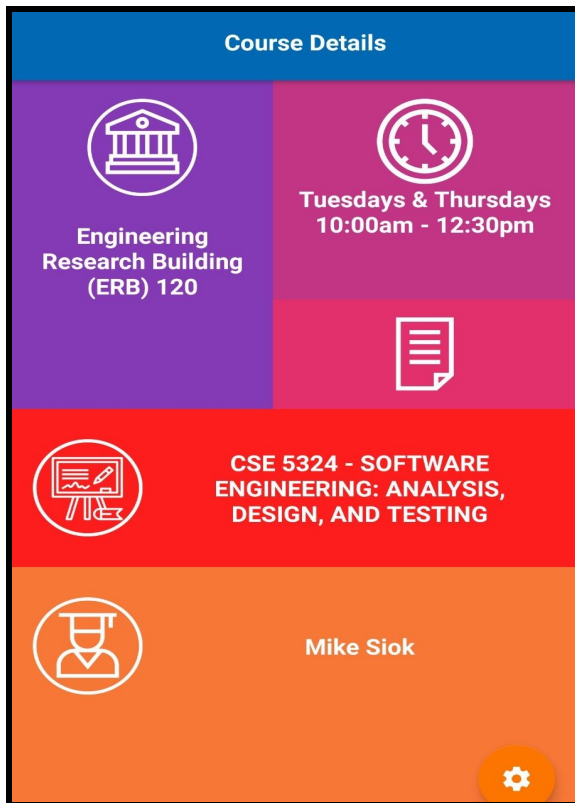 Course Details
Engineering
Research Building
(ERB) 120
Tuesdays & Thursdays
10:00am - 12:30pm
CSE 5324 - SOFTWARE
ENGINEERING: ANALYSIS,
DESIGN, AND TESTING
Mike Siok